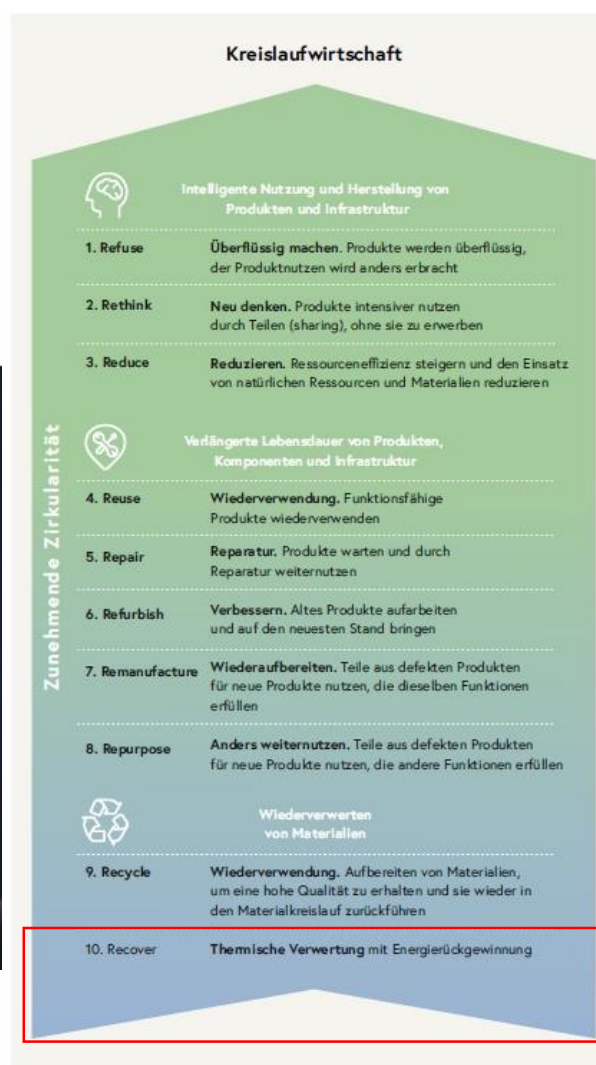 Kreislaufwirtschaft
Intelligente Nutzung und Herstellung von
Produkten und Infrastruktur
1. Refuse Überflüssig machen. Produkte werden überflüssig,
der Produktnutzen wird anders erbracht
2. Rethink Neu denken. Produkte intensiver nutzen
durch Teilen (sharing), ohne sie zu erwerben
3. Reduce Reduzieren. Ressourceneffizienz steigern und den Einsatz
von natürlichen Ressourcen und Materialien reduzieren
Zunehmende Zirkularität
Verlängerte Lebensdauer von Produkten,
Komponenten und Infrastruktur
4. Reuse Wiederverwendung. Funktionsfähige
Produkte wiederverwenden
5. Repair Reparatur. Produkte warten und durch
Reparatur weiternutzen
6. Refurbish Verbessern. Altes Produkte aufarbeiten
und auf den neuesten Stand bringen
7. Remanufacture Wiederaufbereiten. Teile aus defekten Produkten
für neue Produkte nutzen, die dieselben Funktionen
erfüllen
8. Repurpose Anders weiternutzen. Teile aus defekten Produkten
für neue Produkte nutzen, die andere Funktionen erfüllen
Wiederverwerten
von Materialien
9. Recycle Wiederverwendung. Aufbereiten von Materialien,
um eine hohe Qualität zu erhalten und sie wieder in
den Materialkreislauf zurückführen
10. Recover Thermische Verwertung mit Energierückgewinnung